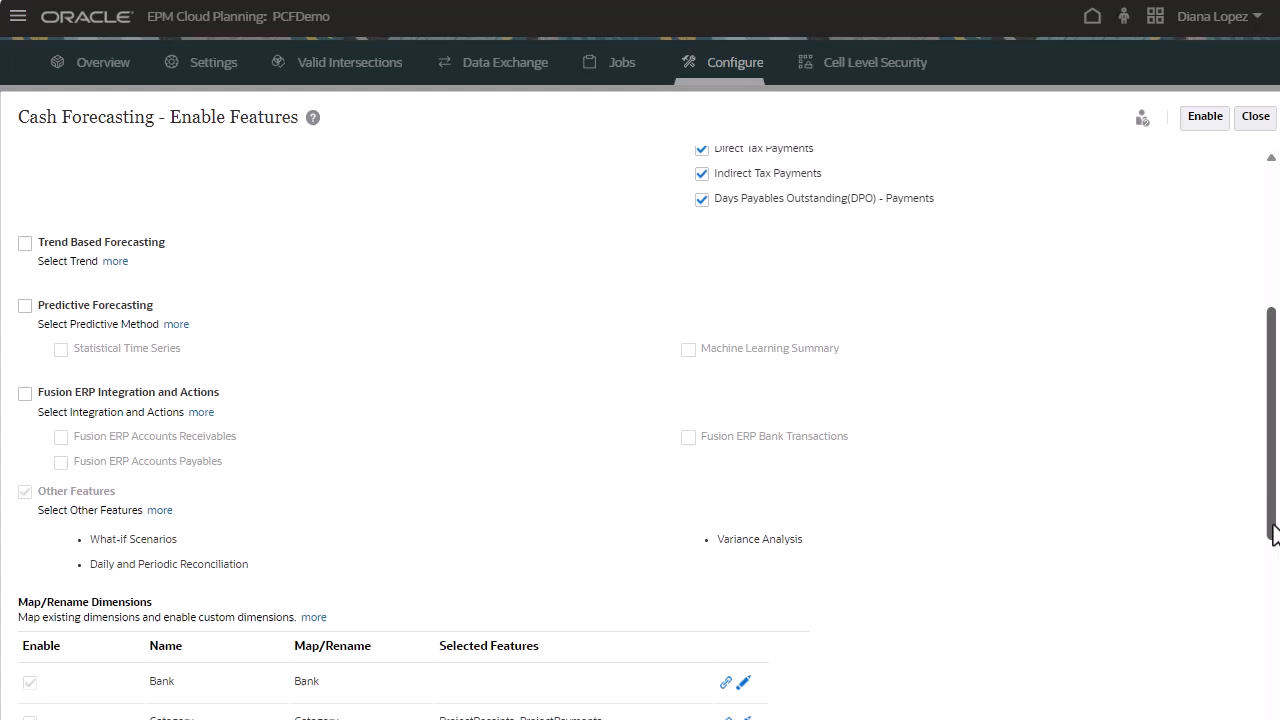 ORACLE EPM Cloud Planning: PCFDemo Diana Lopez
Overview Settings Valid Intersections Data Exchange Jobs Configure Cell Level Security
Cash Forecasting - Enable Features ? Enable Close
Direct Tax Payments
Indirect Tax Payments
Days Payables Outstanding(DPO) - Payments
Trend Based Forecasting
Select Trend more
Predictive Forecasting
Select Predictive Method more
Statistical Time Series Machine Learning Summary
Fusion ERP Integration and Actions
Select Integration and Actions more
Fusion ERP Accounts Receivables Fusion ERP Bank Transactions
Fusion ERP Accounts Payables
Other Features
Select Other Features more
• What-if Scenarios • Variance Analysis
• Daily and Periodic Reconciliation
Map/Rename Dimensions
Map existing dimensions and enable custom dimensions. more
Enable Name Map/Rename Selected Features
Bank Bank
Category Category ProjectReceipts, ProjectPayments